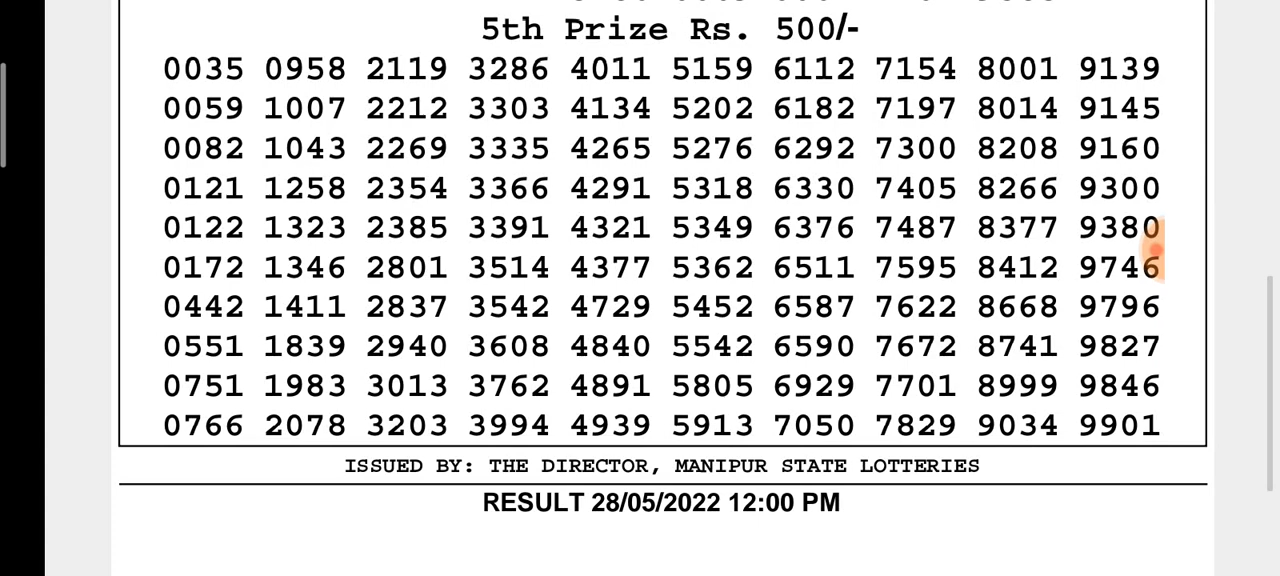 5th Prize Rs. 500/-
0035 0958 2119 3286 4011 5159 6112 7154 8001 9139
0059 1007 2212 3303 4134 5202 6182 7197 8014 9145
0082 1043 2269 3335 4265 5276 6292 7300 8208 9160
0121 1258 2354 3366 4291 5318 6330 7405 8266 9300
0122 1323 2385 3391 4321 5349 6376 7487 8377 9380
0172 1346 2801 3514 4377 5362 6511 7595 8412 9746
0442 1411 2837 3542 4729 5452 6587 7622 8668 9796
0551 1839 2940 3608 4840 5542 6590 7672 8741 9827
0751 1983 3013 3762 4891 5805 6929 7701 8999 9846
0766 2078 3203 3994 4939 5913 7050 7829 9034 9901
ISSUED BY: THE DIRECTOR, MANIPUR STATE LOTTERIES
RESULT 28/05/2022 12:00 PM